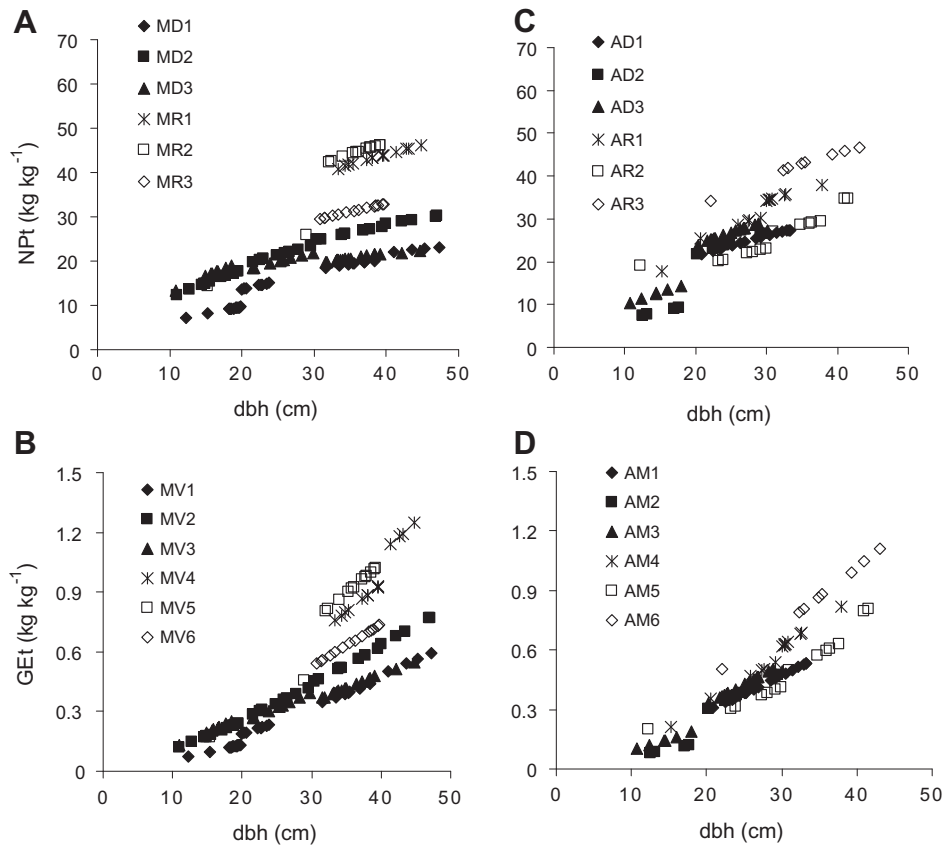 A
MD1
MD2
MD3
MR1
MR2
MR3
70
60
50
40
30
20
10
0
NPt (kg kg-1)
0 10 20 30 40 50
dbh (cm)
C
AD1
AD2
AD3
AR1
AR2
AR3
70
60
50
40
30
20
10
0
0 10 20 30 40 50
dbh (cm)
B
MV1
MV2
MV3
MV4
MV5
MV6
1.5
1.2
0.9
0.6
0.3
0
GEt (kg kg-1)
0 10 20 30 40 50
dbh (cm)
D
AM1
AM2
AM3
AM4
AM5
AM6
1.5
1.2
0.9
0.6
0.3
0
0 10 20 30 40 50
dbh (cm)